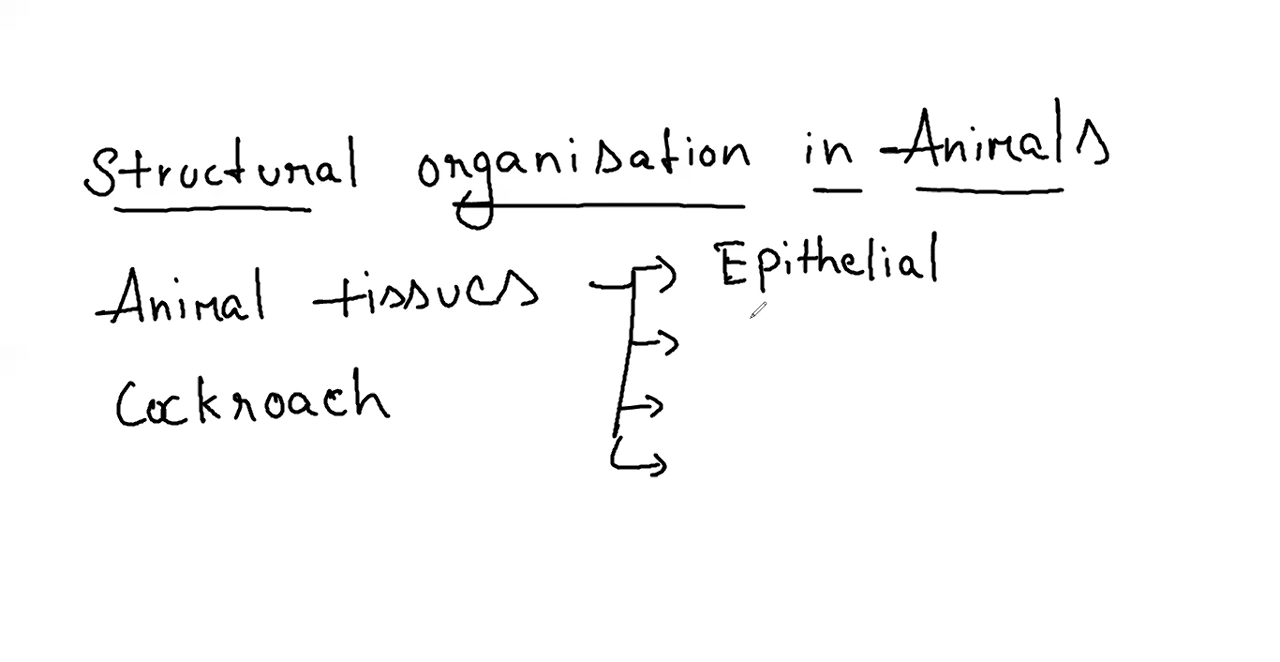 Structural organisation in Animals
Animal tissues → Epithelial
Cockroach